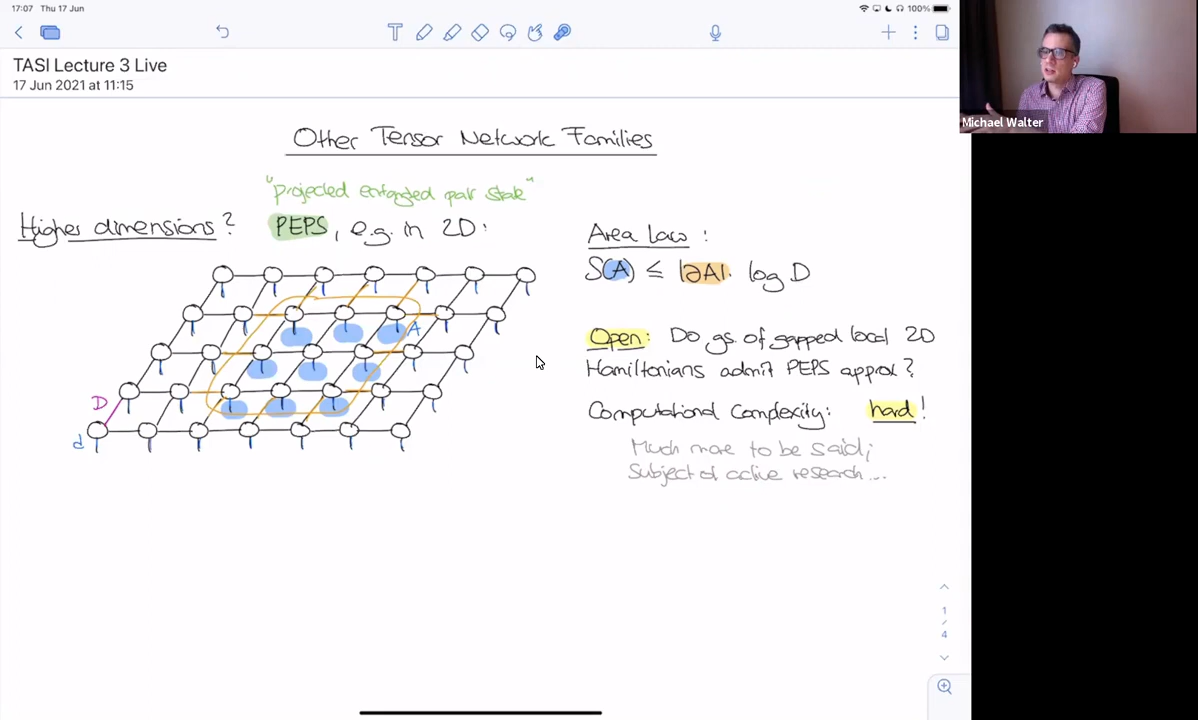 17:07 Thu 17 Jun
100%
TASI Lecture 3 Live
17 Jun 2021 at 11:15
Michael Walter
Other Tensor Network Families
"projected entangled pair state"
Higher dimensions? PEPS, e.g. in 2D:
Area law:
S(A) ≤ |∂A|· log D
A
Open: Do gs. of gapped local 2D
Hamiltonians admit PEPS approx?
D
Computational Complexity: hard!
d
Much more to be said;
Subject of active research...
1
/
4